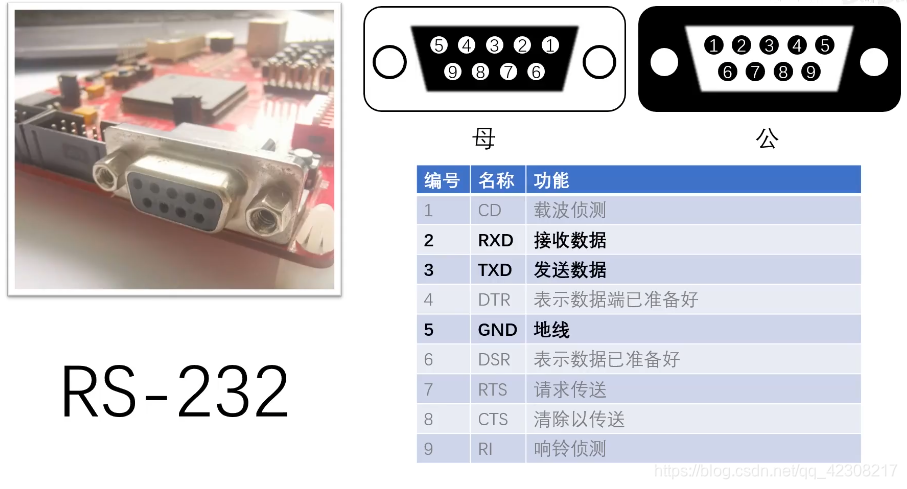 5 4 3 2 1
9 8 7 6
1 2 3 4 5
6 7 8 9
母
公
编号 名称 功能
1 CD 载波侦测
2 RXD 接收数据
3 TXD 发送数据
4 DTR 表示数据端已准备好
5 GND 地线
6 DSR 表示数据已准备好
7 RTS 请求传送
8 CTS 清除以传送
9 RI 响铃侦测
RS-232
https://blog.csdn.net/qq_42308217